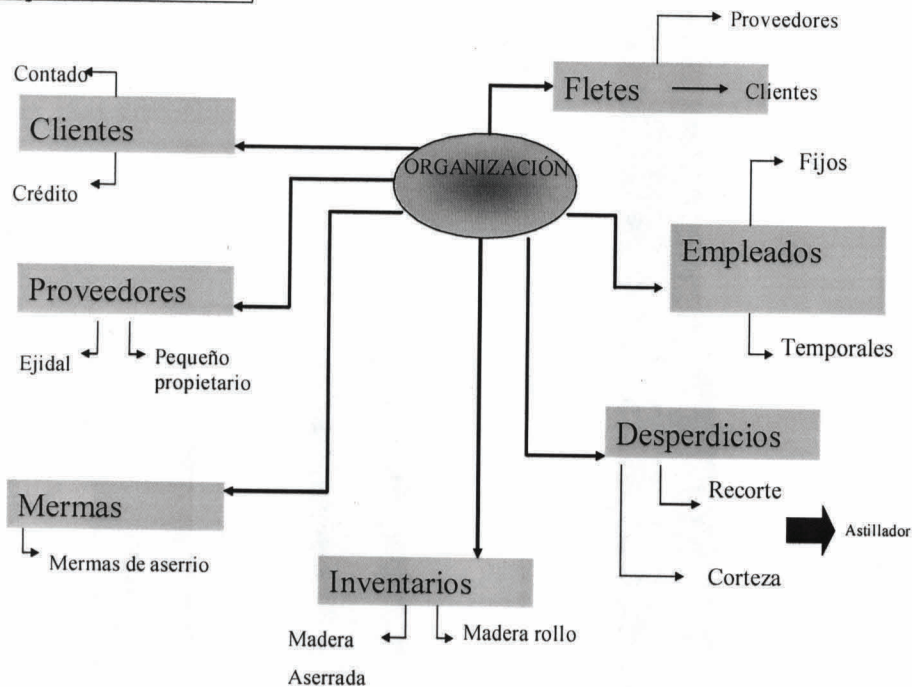 Proveedores
Contado
Fletes
Clientes
Clientes
ORGANIZACIÓN
Fijos
Crédito
Empleados
Proveedores
Temporales
Ejidal
Pequeño
propietario
Desperdicios
Recorte
Mermas
Astillador
Mermas de aserrio
Corteza
Inventarios
Madera
Aserrada
Madera rollo